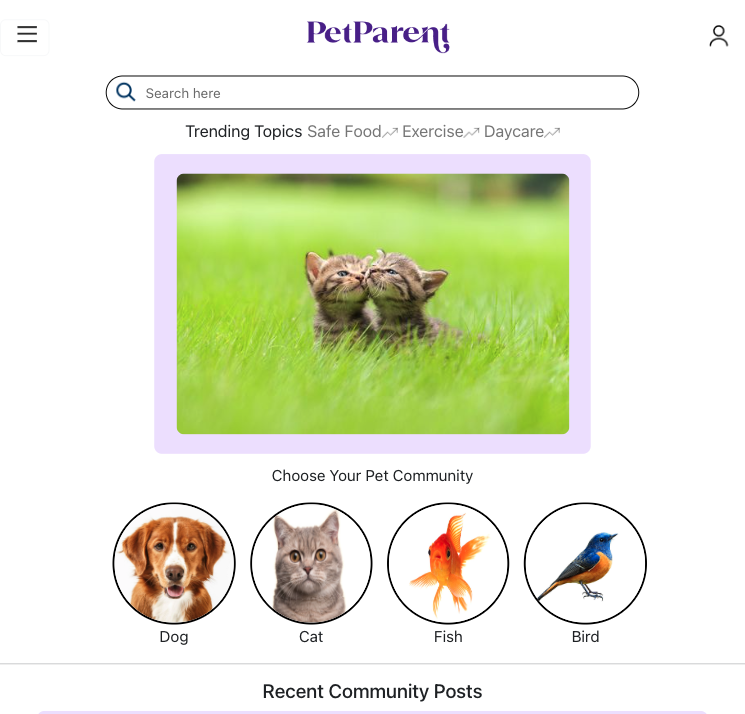 PetParent
Search here
Trending Topics Safe Food Exercise Daycare
Choose Your Pet Community
Dog Cat Fish Bird
Recent Community Posts